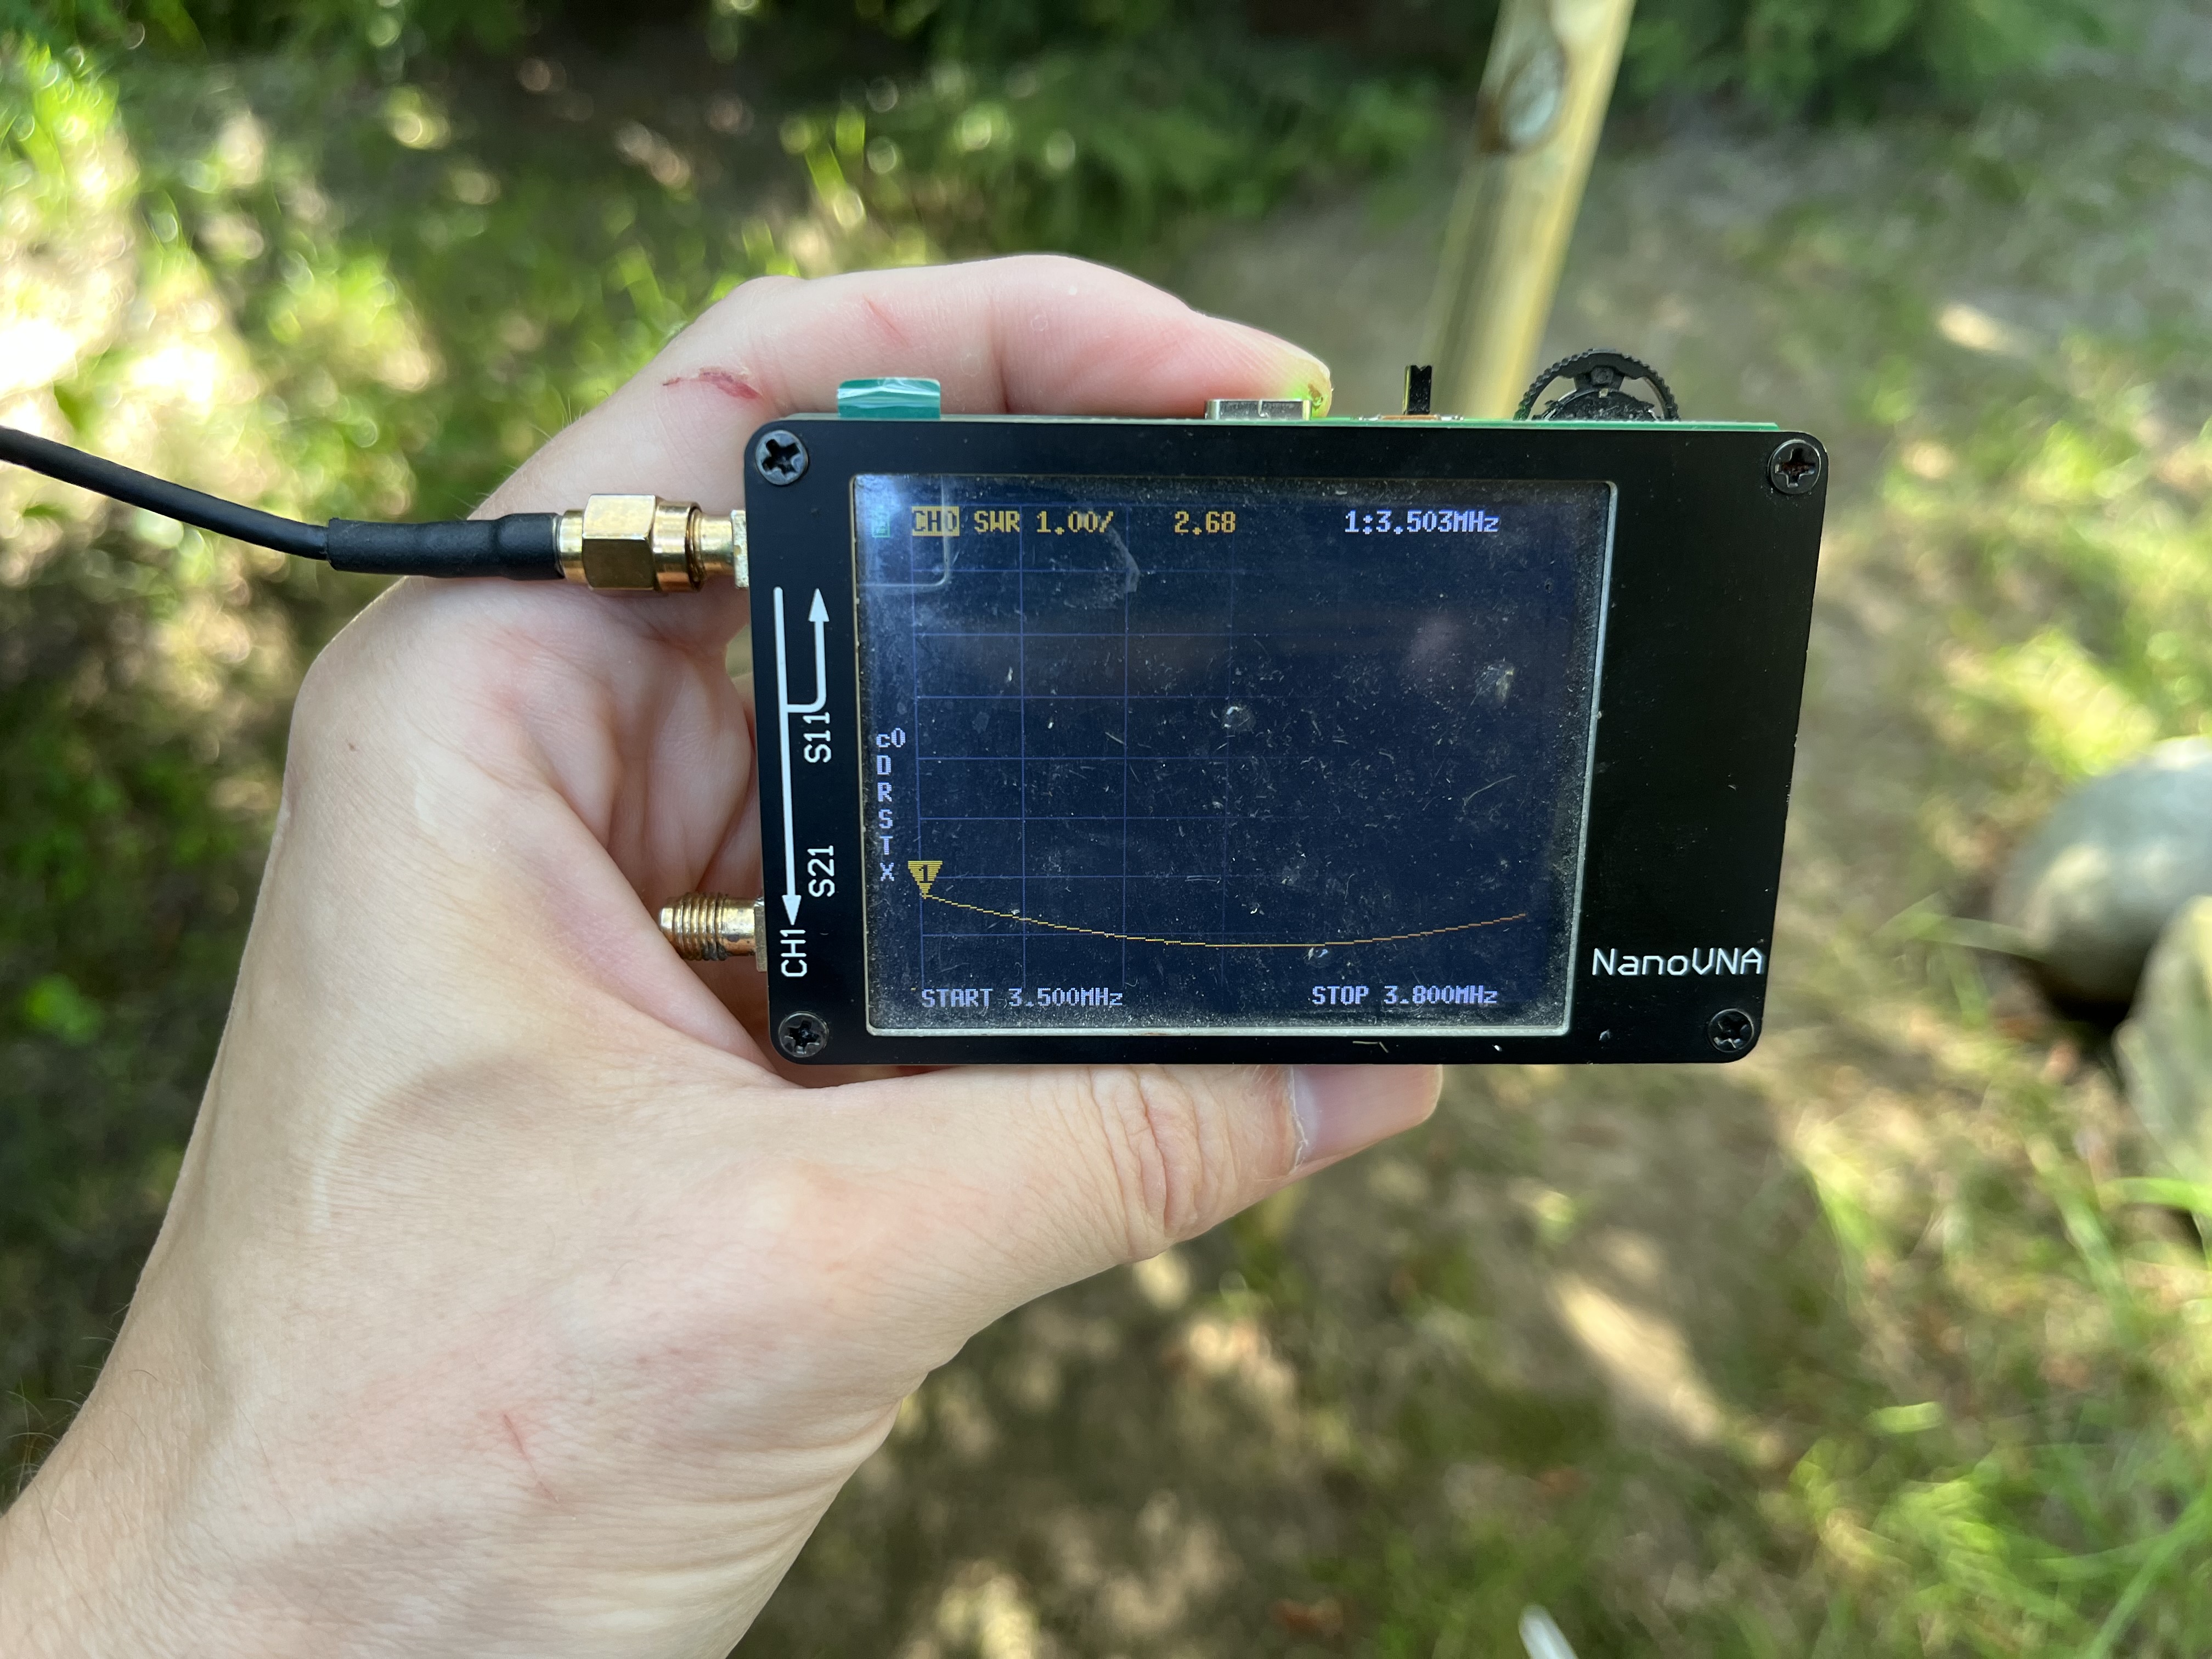 CH0 SWR 1.00/ 2.68 1:3.503MHz
S11
c0
D
R
S
T
X
1
S21
CH1
NanoVNA
START 3.500MHz STOP 3.800MHz